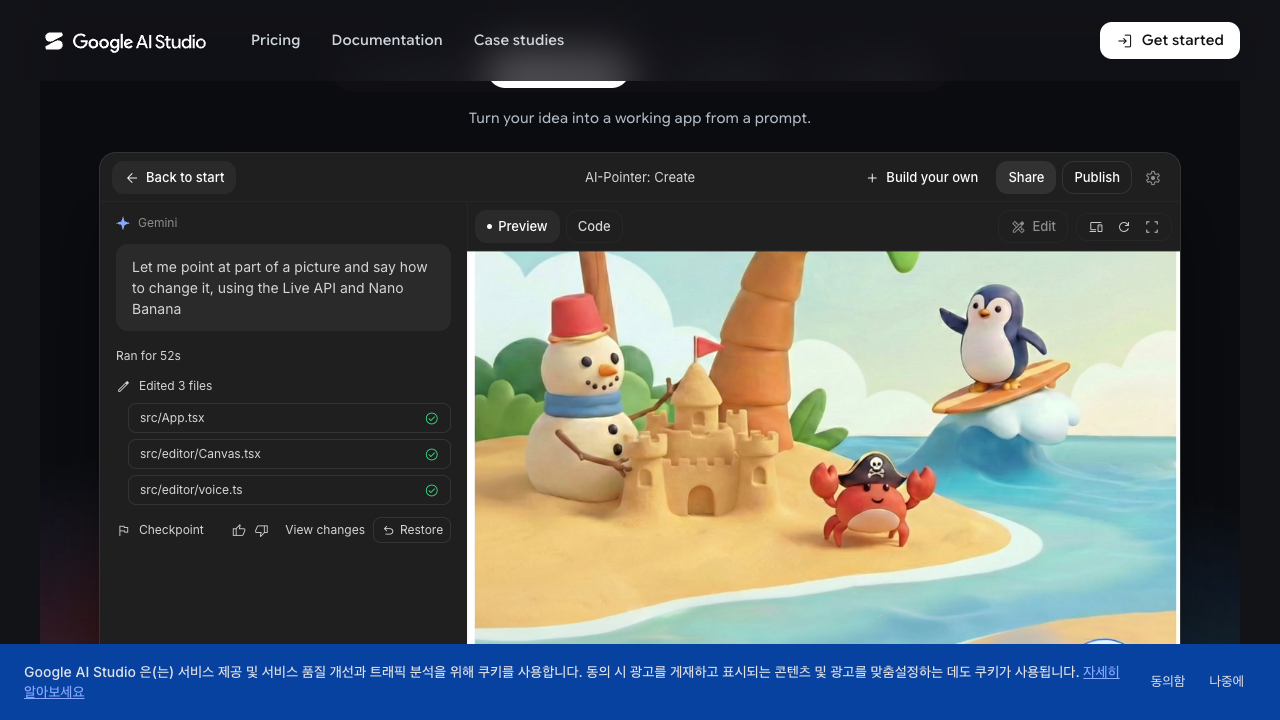 Google AI Studio
Pricing
Documentation
Case studies
Get started
Turn your idea into a working app from a prompt.
Back to start
AI-Pointer: Create
Build your own
Share
Publish
Gemini
Preview
Code
Edit
Let me point at part of a picture and say how
to change it, using the Live API and Nano
Banana
Ran for 52s
Edited 3 files
src/App.tsx
src/editor/Canvas.tsx
src/editor/voice.ts
Checkpoint
View changes
Restore
Google AI Studio 은(는) 서비스 제공 및 서비스 품질 개선과 트래픽 분석을 위해 쿠키를 사용합니다. 동의 시 광고를 게재하고 표시되는 콘텐츠 및 광고를 맞춤설정하는 데도 쿠키가 사용됩니다. 자세히
알아보세요
동의함
나중에